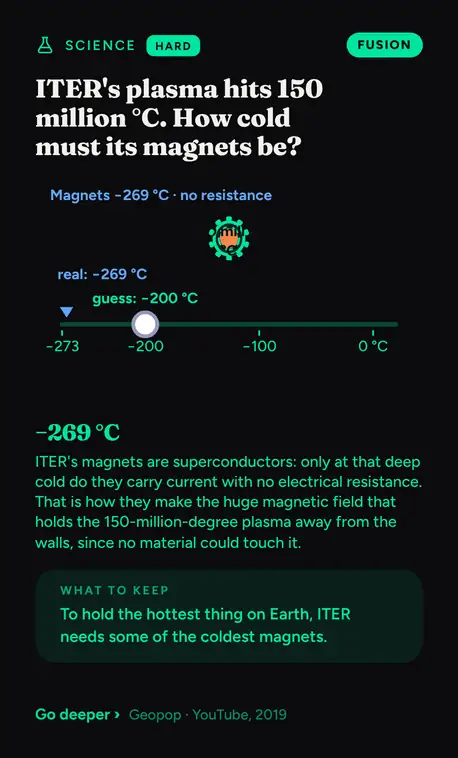 SCIENCE HARD FUSION
ITER's plasma hits 150
million °C. How cold
must its magnets be?
Magnets −269 °C · no resistance
real: −269 °C
guess: −200 °C
−273 −200 −100 0 °C
−269 °C
ITER's magnets are superconductors: only at that deep
cold do they carry current with no electrical resistance.
That is how they make the huge magnetic field that
holds the 150-million-degree plasma away from the
walls, since no material could touch it.
WHAT TO KEEP
To hold the hottest thing on Earth, ITER
needs some of the coldest magnets.
Go deeper › Geopop · YouTube, 2019